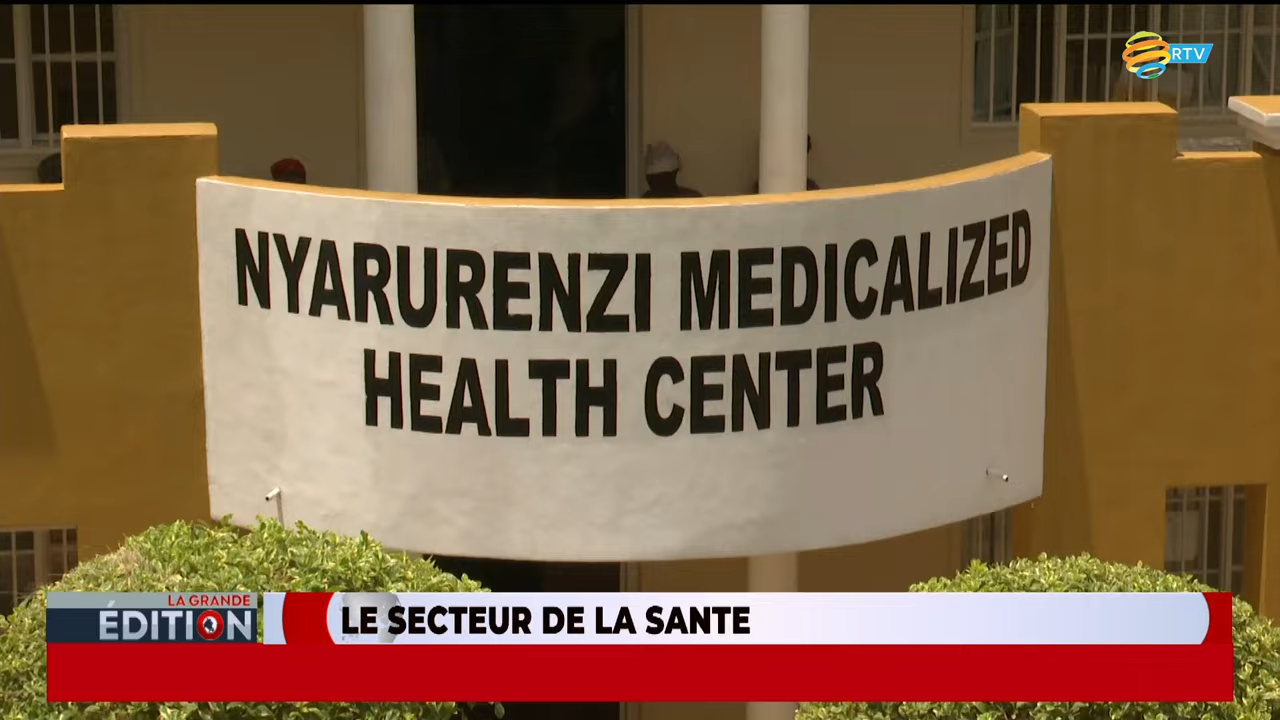 RTV
NYARURENZI MEDICALIZED
HEALTH CENTER
LA GRANDE
ÉDITION
LE SECTEUR DE LA SANTE